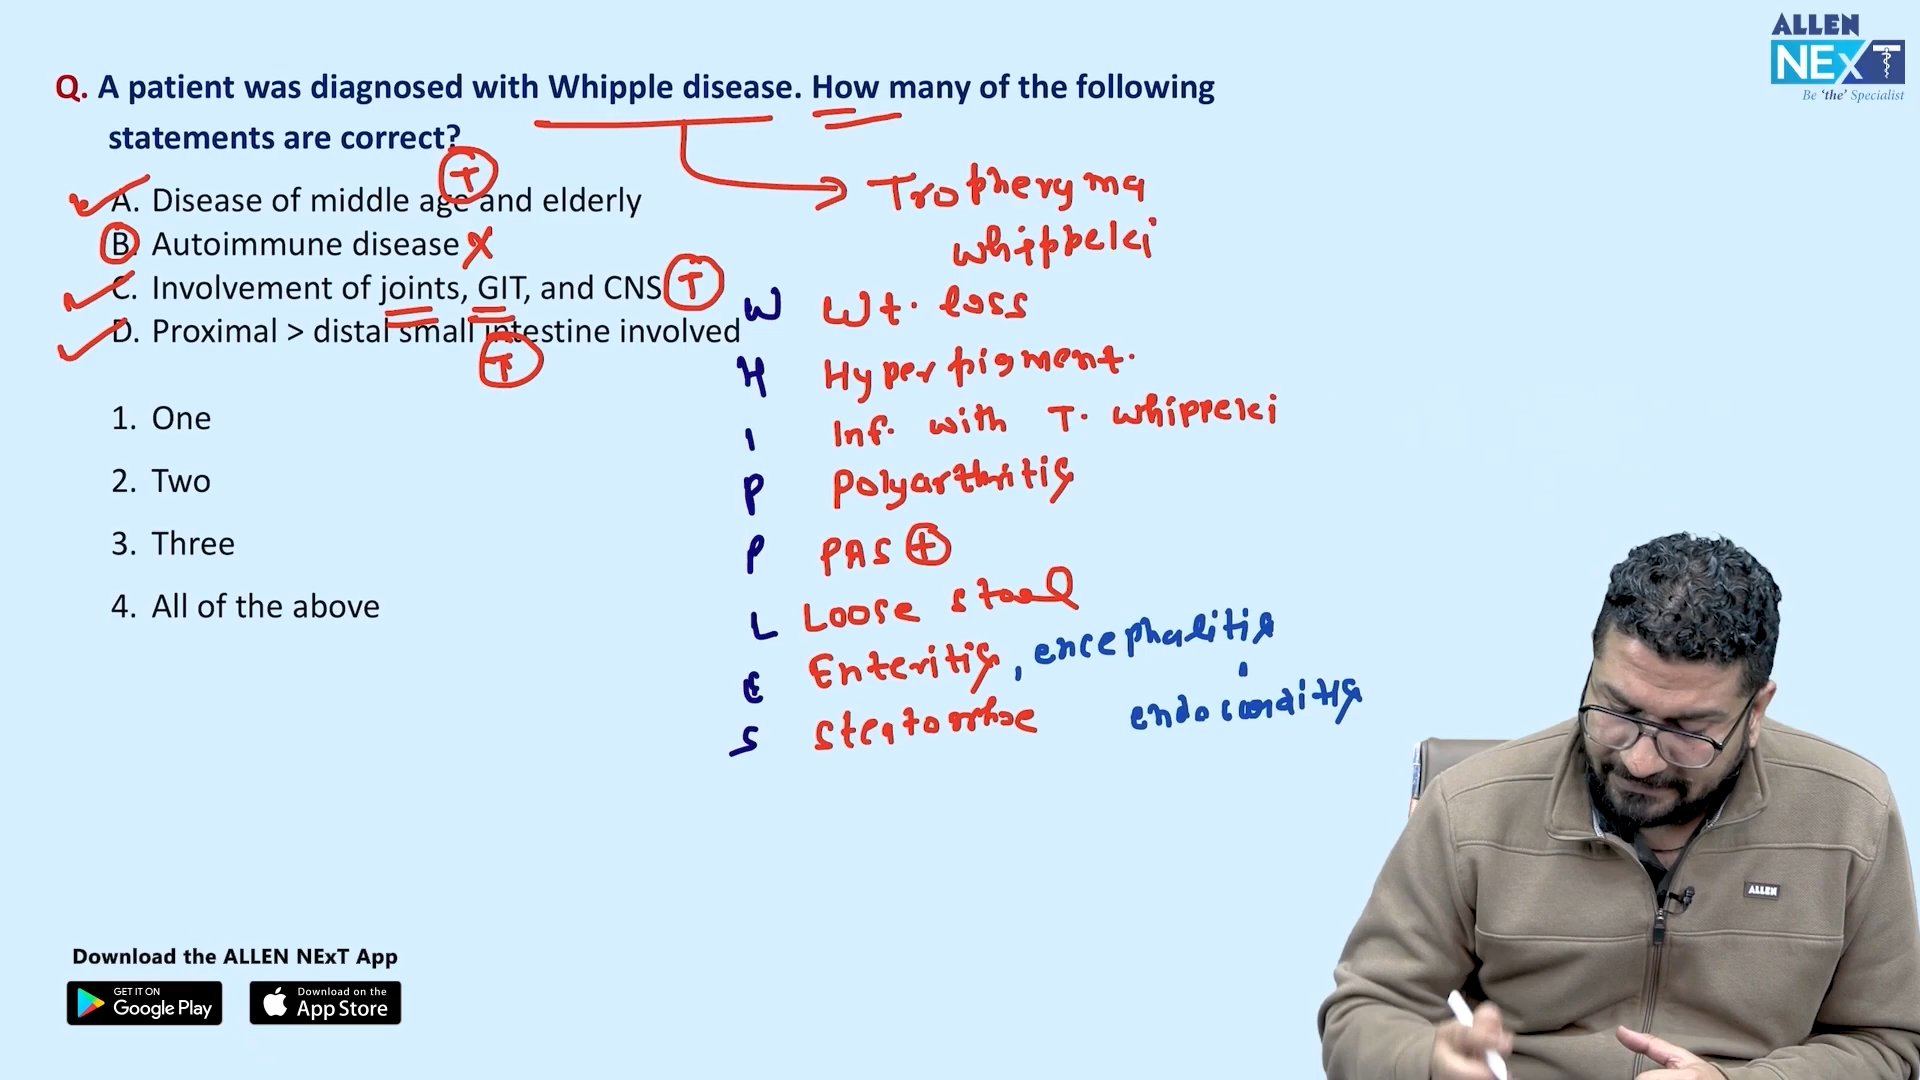 ALLEN
NExT
Be 'the' Specialist
Q. A patient was diagnosed with Whipple disease. How many of the following
statements are correct?
A. Disease of middle age and elderly
T
B. Autoimmune disease X
C. Involvement of joints, GIT, and CNS T
D. Proximal > distal small intestine involved
T
1. One
2. Two
3. Three
4. All of the above
Tropheryma
whippelei
W Wt. loss
H Hyper pigment.
I Inf. with T. whippelei
P Polyarthritis
P PAS +
L Loose stool
E Enteritis, encephalitis
endocarditis
S Steatorrhoe
ALLEN
Download the ALLEN NExT App
GET IT ON
Google Play
Download on the
App Store